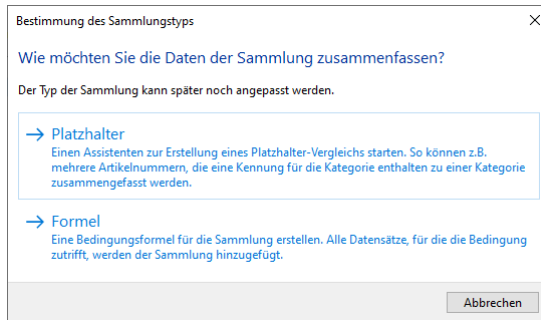 Bestimmung des Sammlungstyps
Wie möchten Sie die Daten der Sammlung zusammenfassen?
Der Typ der Sammlung kann später noch angepasst werden.
Platzhalter
Einen Assistenten zur Erstellung eines Platzhalter-Vergleichs starten. So können z.B.
mehrere Artikelnummern, die eine Kennung für die Kategorie enthalten zu einer Kategorie
zusammengefasst werden.
Formel
Eine Bedingungsformel für die Sammlung erstellen. Alle Datensätze, für die die Bedingung
zutrifft, werden der Sammlung hinzugefügt.
Abbrechen